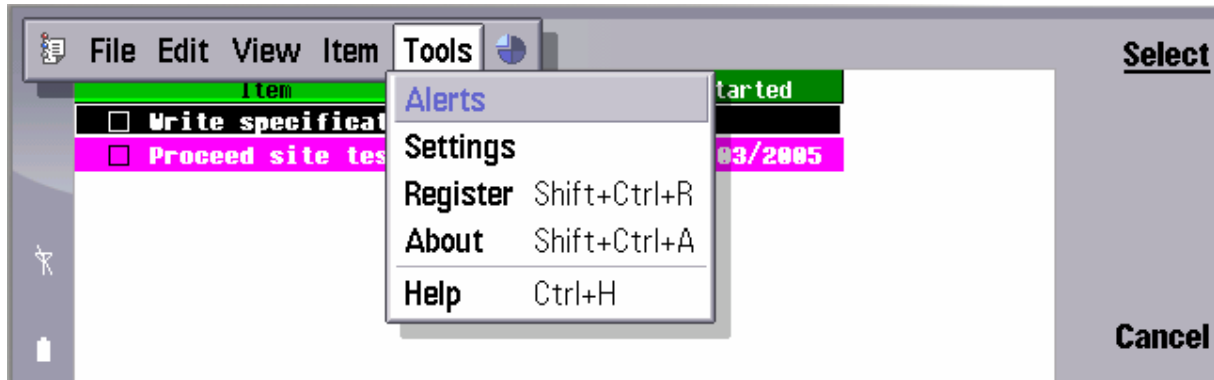 File Edit View Item Tools
Select
Item tarted
Write specificat
Proceed site tes 03/2005
Alerts
Settings
Register Shift+Ctrl+R
About Shift+Ctrl+A
Help Ctrl+H
Cancel